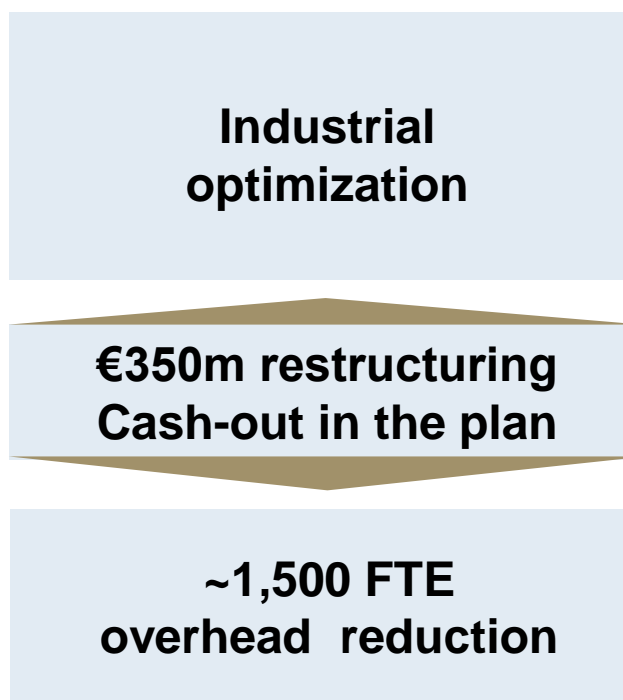 Industrial
optimization
€350m restructuring
Cash-out in the plan
~1,500 FTE
overhead reduction